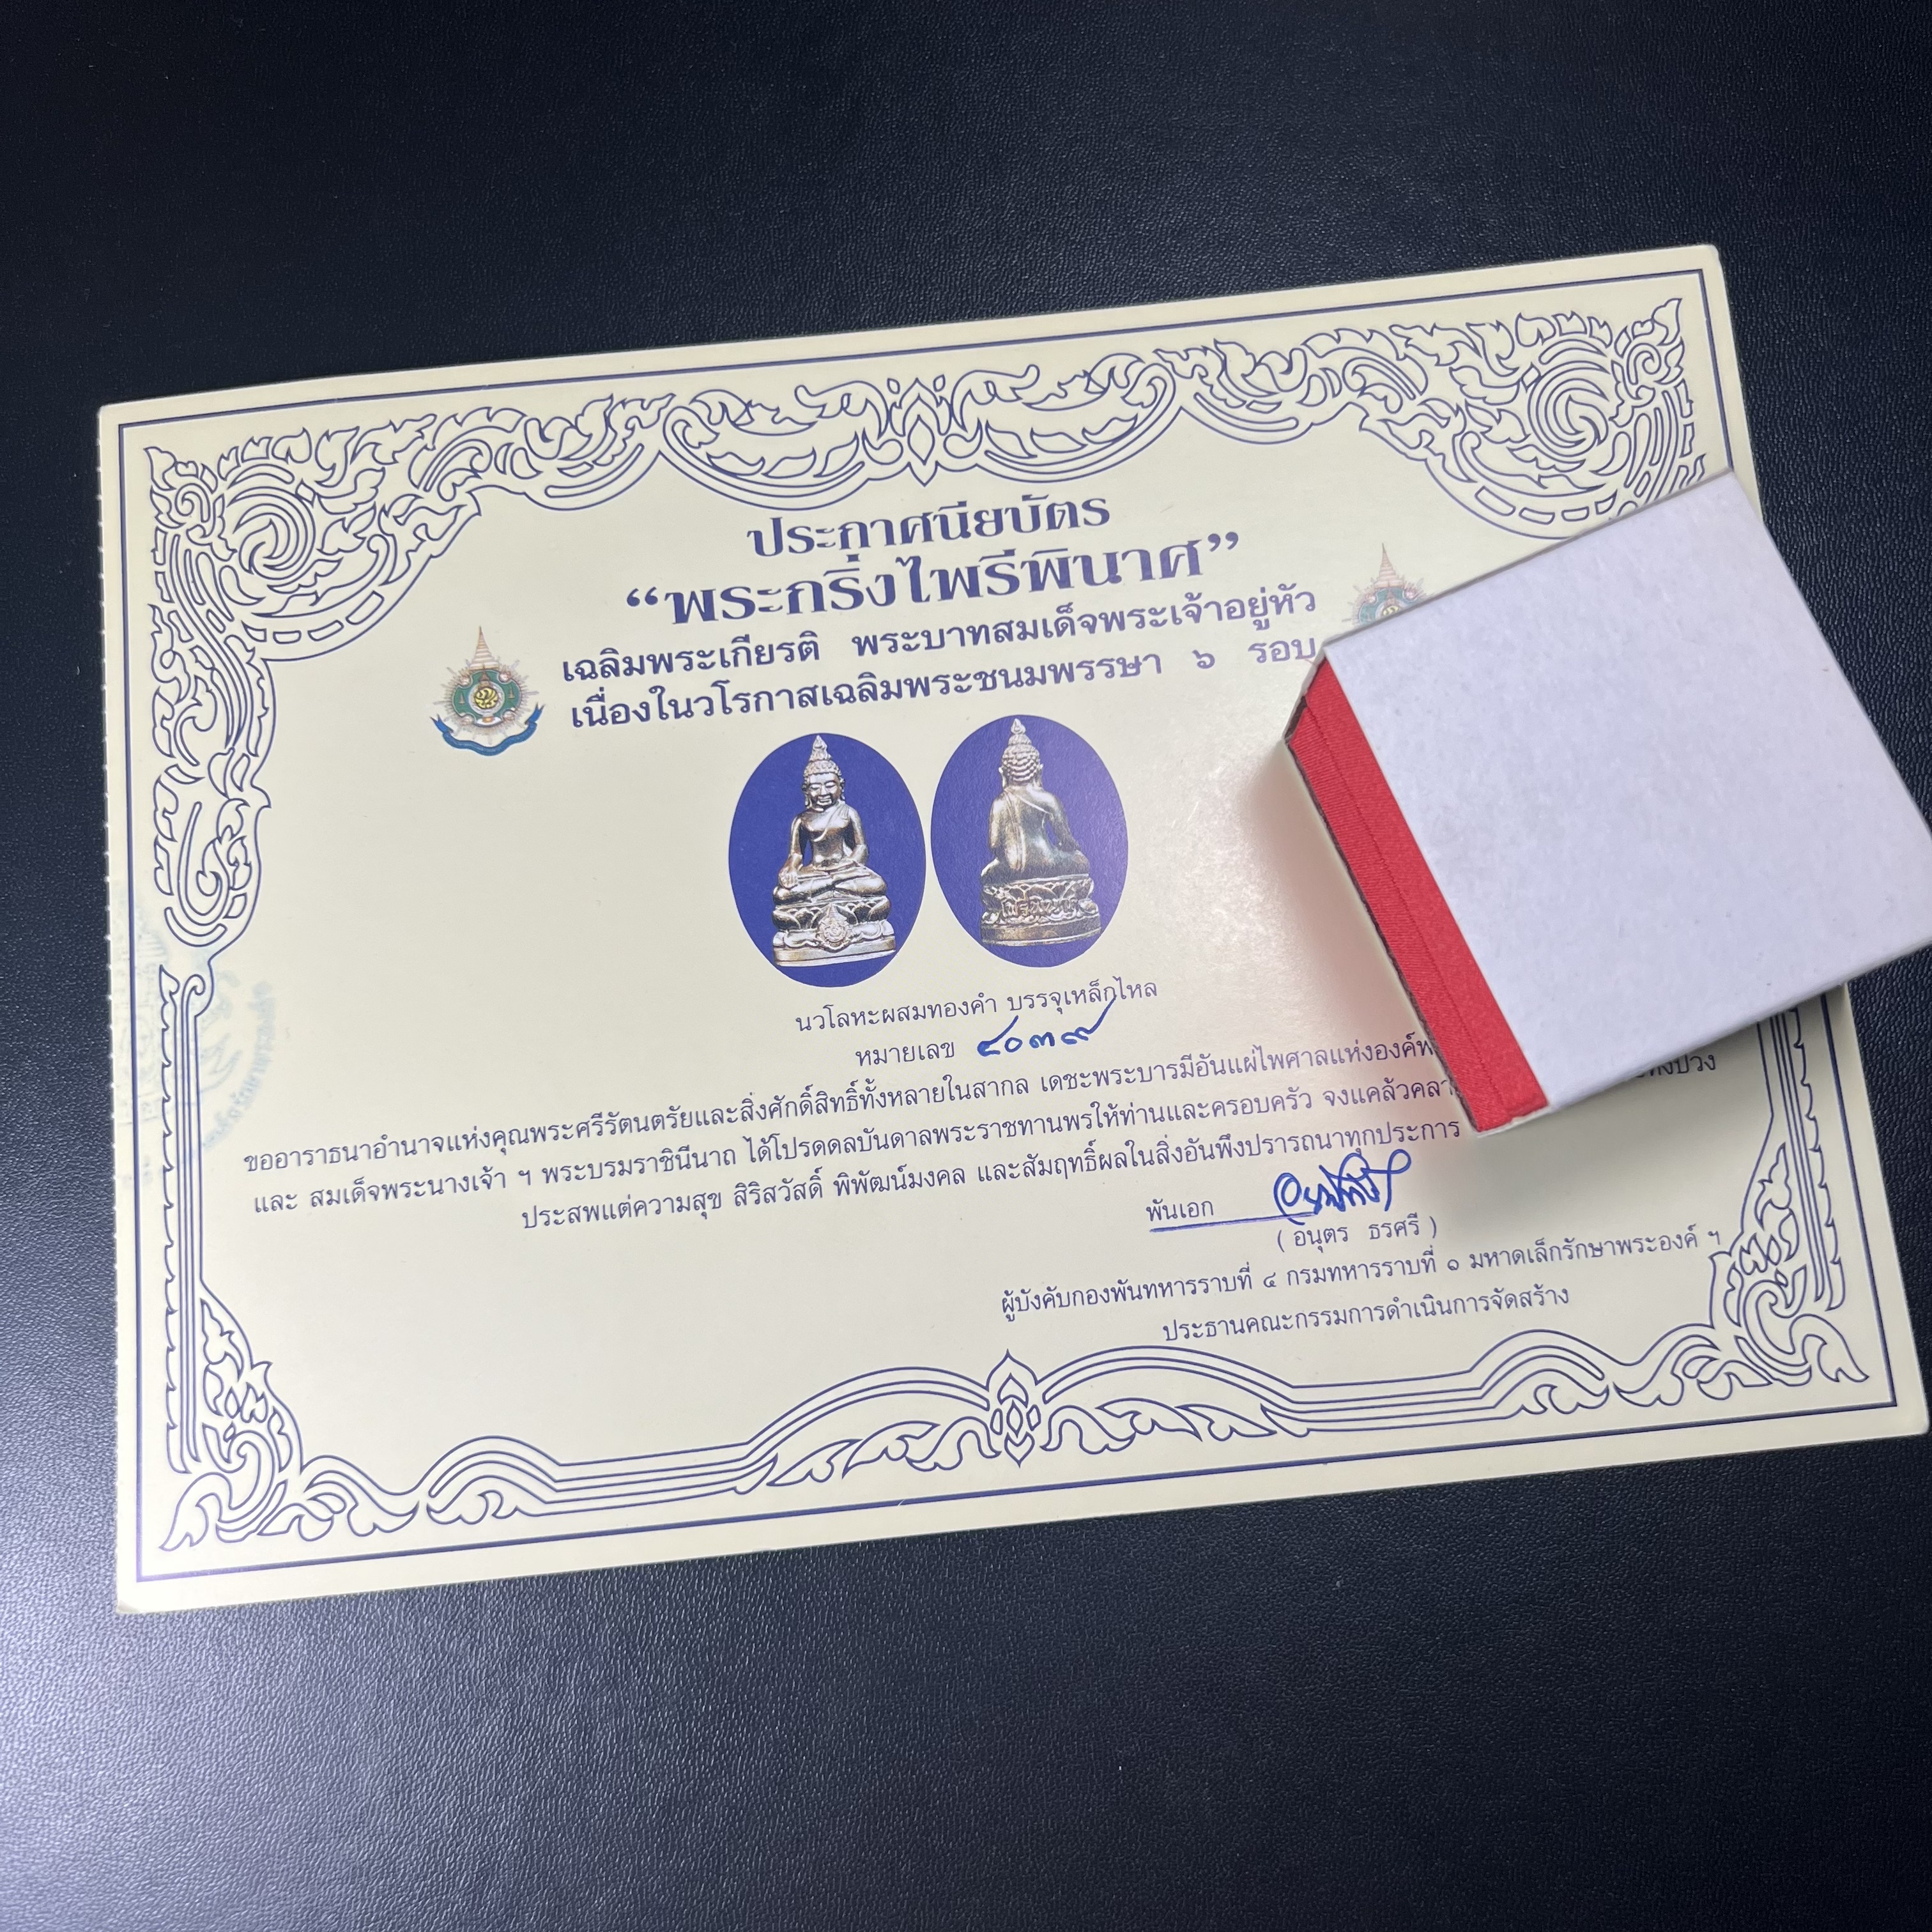 ประกาศนียบัตร
“พระกริ่งไพรีพินาศ”
เฉลิมพระเกียรติ พระบาทสมเด็จพระเจ้าอยู่หัว
เนื่องในวโรกาสเฉลิมพระชนมพรรษา ๖ รอบ
นวโลหะผสมทองคำ บรรจุเหล็กไหล
หมายเลข ๔๐๓๙
ขออาราธนาอำนาจแห่งคุณพระศรีรัตนตรัยและสิ่งศักดิ์สิทธิ์ทั้งหลายในสากล เดชะพระบารมีอันแผ่ไพศาลแห่งองค์
และ สมเด็จพระนางเจ้า ฯ พระบรมราชินีนาถ ได้โปรดดลบันดาลพระราชทานพรให้ท่านและครอบครัว จงแคล้วคลา ทั้งปวง
ประสพแต่ความสุข สิริสวัสดิ์ พิพัฒน์มงคล และสัมฤทธิ์ผลในสิ่งอันพึงปรารถนาทุกประการ
พันเอก
( อนุตร ธรศรี )
ผู้บังคับกองพันทหารราบที่ ๔ กรมทหารราบที่ ๑ มหาดเล็กรักษาพระองค์ ฯ
ประธานคณะกรรมการดำเนินการจัดสร้าง